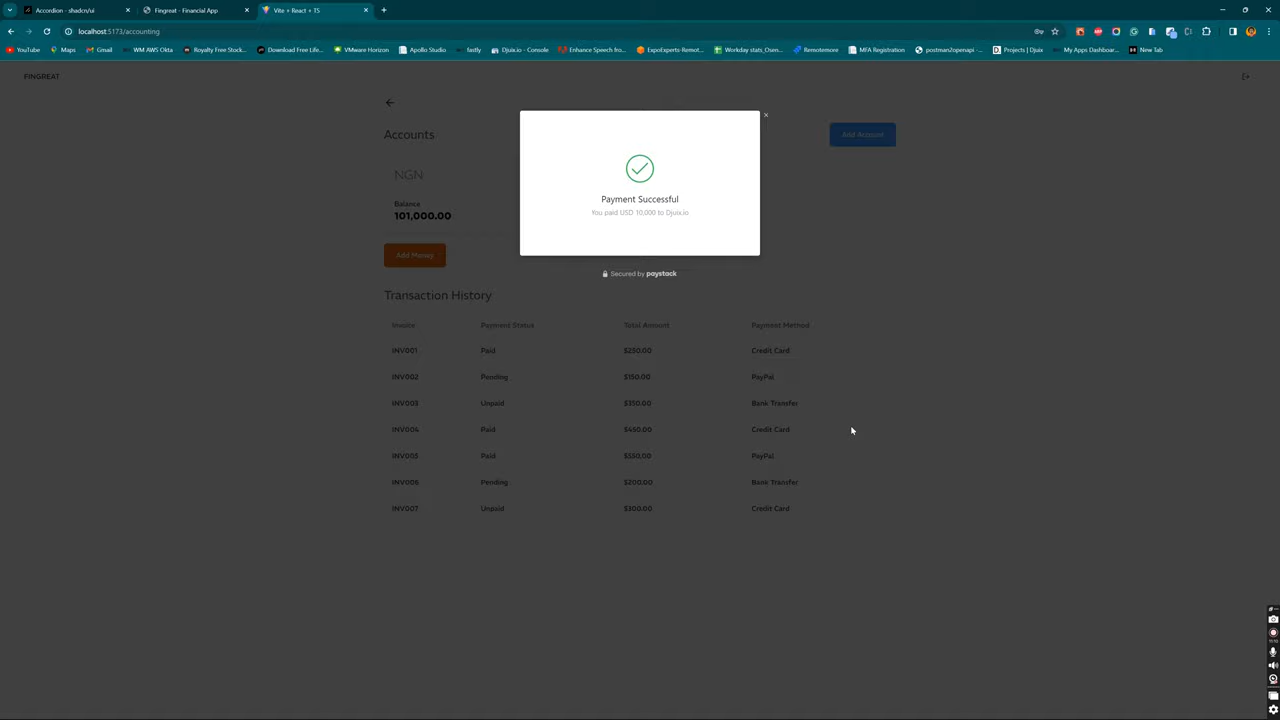 Accordion - shadcn/ui
Fingreat - Financial App
Vite + React + TS
localhost:5173/accounting
YouTube
Maps
Gmail
WM AWS Okta
Royalty Free Stock...
Download Free Life...
VMware Horizon
Apollo Studio
fastly
Djuix.io - Console
Enhance Speech fro...
ExpoExperts-Remot...
Workday stats_Osen...
Remotemore
MFA Registration
postman2openapi -...
Projects | Djuix
My Apps Dashboar...
New Tab
FINGREAT
Accounts
Add Account
NGN
Balance
101,000.00
Add Money
Payment Successful
You paid USD 10,000 to Djuix.io
Secured by paystack
Transaction History
Invoice Payment Status Total Amount Payment Method
INV001 Paid $250.00 Credit Card
INV002 Pending $150.00 PayPal
INV003 Unpaid $350.00 Bank Transfer
INV004 Paid $450.00 Credit Card
INV005 Paid $550.00 PayPal
INV006 Pending $200.00 Bank Transfer
INV007 Unpaid $300.00 Credit Card